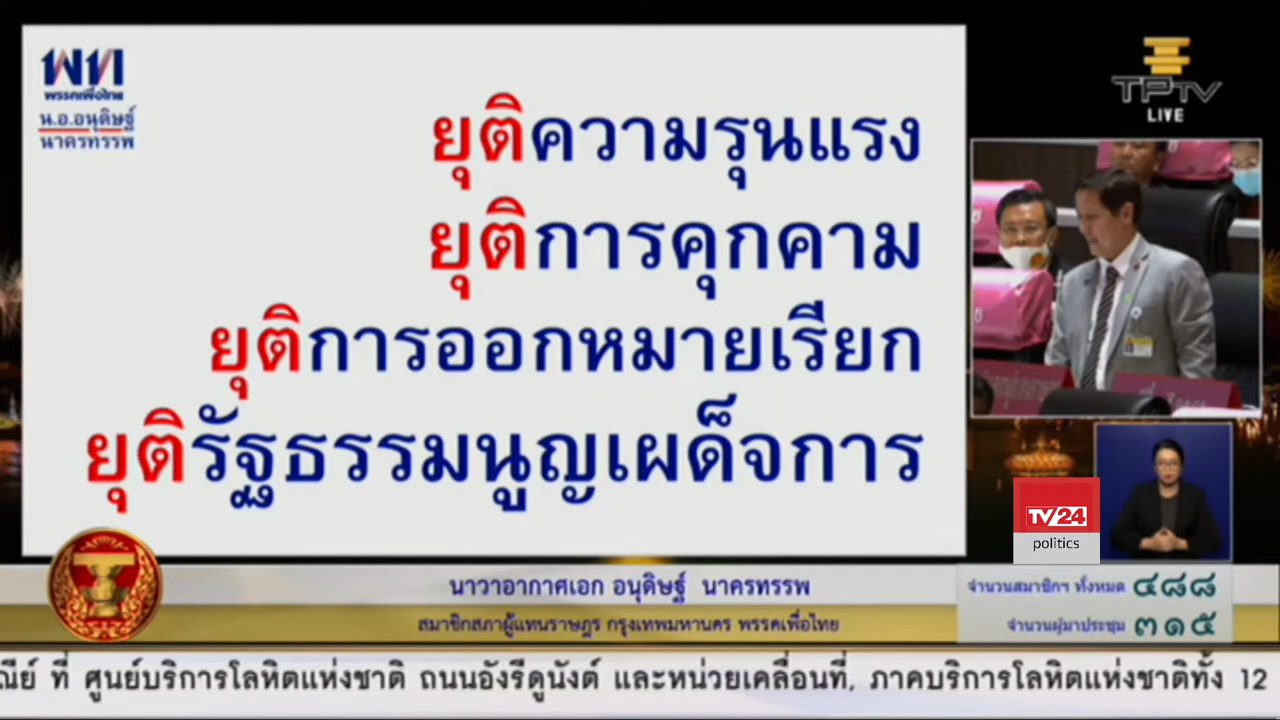 พท
พรรคเพื่อไทย
น.อ.อนุดิษฐ์
นาครทรรพ
ยุติความรุนแรง
ยุติการคุกคาม
ยุติการออกหมายเรียก
ยุติรัฐธรรมนูญเผด็จการ
TPTV
LIVE
TV/24
politics
นาวาอากาศเอก อนุดิษฐ์ นาครทรรพ
สมาชิกสภาผู้แทนราษฎร กรุงเทพมหานคร พรรคเพื่อไทย
จำนวนสมาชิกฯ ทั้งหมด ๔๘๘
จำนวนผู้มาประชุม ๓๑๕
ณีย์ ที่ ศูนย์บริการโลหิตแห่งชาติ ถนนอังรีดูนังต์ และหน่วยเคลื่อนที่, ภาคบริการโลหิตแห่งชาติทั้ง 12